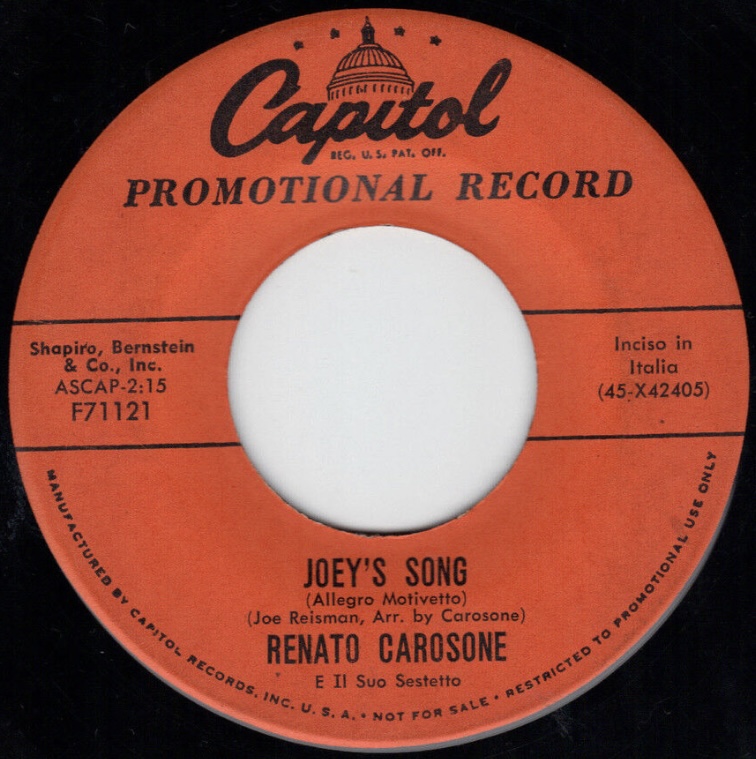 Capitol
REG. U. S. PAT. OFF.
PROMOTIONAL RECORD
Shapiro, Bernstein
& Co., Inc.
ASCAP-2:15
F71121
Inciso in
Italia
(45-X42405)
JOEY'S SONG
(Allegro Motivetto)
(Joe Reisman, Arr. by Carosone)
RENATO CAROSONE
E Il Suo Sestetto
MANUFACTURED BY CAPITOL RECORDS, INC. U. S. A. • NOT FOR SALE • RESTRICTED TO PROMOTIONAL USE ONLY